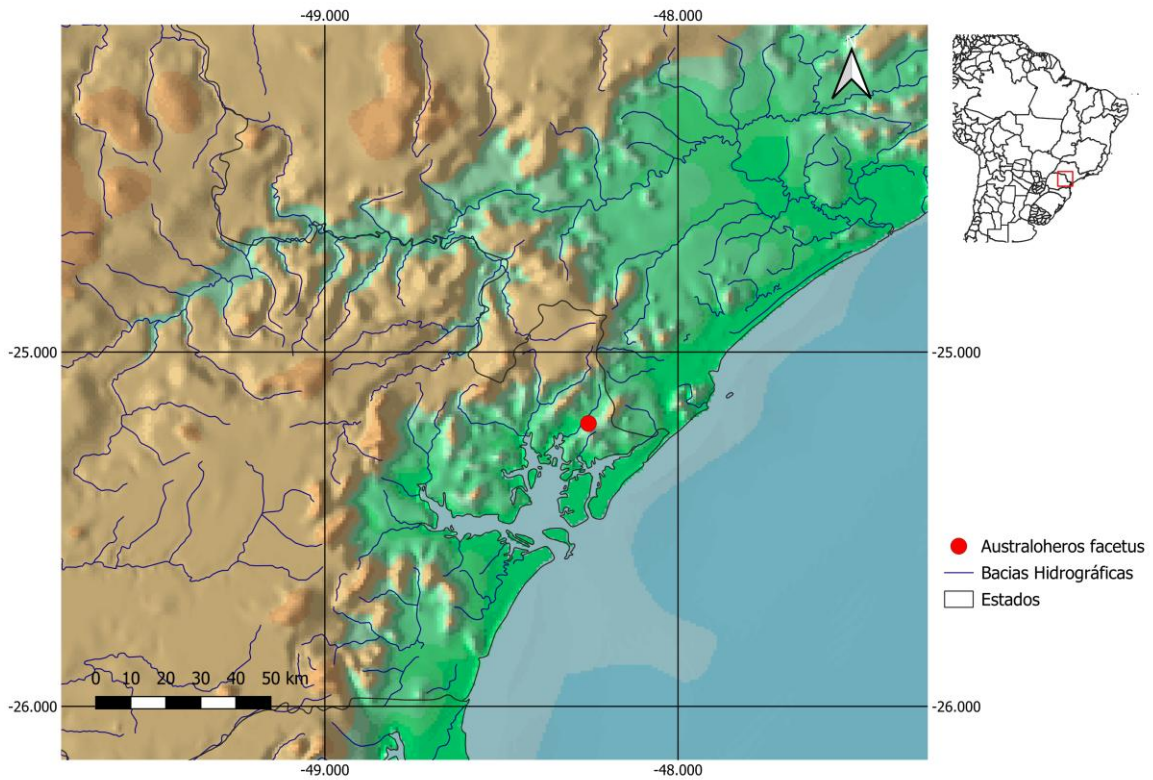 -49.000
-48.000
-25.000
-25.000
Australoheros facetus
Bacias Hidrográficas
Estados
0 10 20 30 40 50 km
-26.000
-26.000
-49.000
-48.000